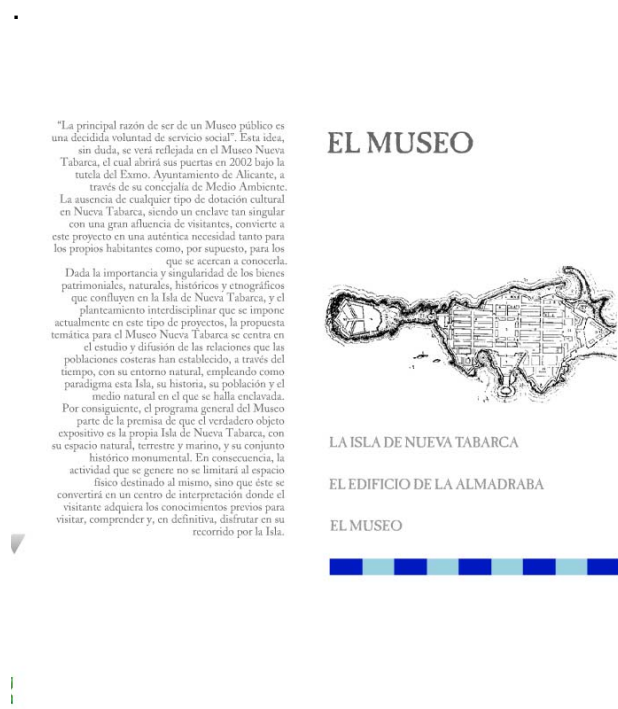 “La principal razón de ser de un Museo público es
una decidida voluntad de servicio social”. Esta idea,
sin duda, se verá reflejada en el Museo Nueva
Tabarca, el cual abrirá sus puertas en 2002 bajo la
tutela del Exmo. Ayuntamiento de Alicante, a
través de su concejalía de Medio Ambiente.
La ausencia de cualquier tipo de dotación cultural
en Nueva Tabarca, siendo un enclave tan singular
con una gran afluencia de visitantes, convierte a
este proyecto en una auténtica necesidad tanto para
los propios habitantes como, por supuesto, para los
que se acercan a conocerla.
Dada la importancia y singularidad de los bienes
patrimoniales, naturales, históricos y etnográficos
que confluyen en la Isla de Nueva Tabarca, y el
planteamiento interdisciplinar que se impone
actualmente en este tipo de proyectos, la propuesta
temática para el Museo Nueva Tabarca se centra en
el estudio y difusión de las relaciones que las
poblaciones costeras han establecido, a través del
tiempo, con su entorno natural, empleando como
paradigma esta Isla, su historia, su población y el
medio natural en el que se halla enclavada.
Por consiguiente, el programa general del Museo
parte de la premisa de que el verdadero objeto
expositivo es la propia Isla de Nueva Tabarca, con
su espacio natural, terrestre y marino, y su conjunto
histórico monumental. En consecuencia, la
actividad que se genere no se limitará al espacio
físico destinado al mismo, sino que éste se
convertirá en un centro de interpretación donde el
visitante adquiera los conocimientos previos para
visitar, comprender y, en definitiva, disfrutar en su
recorrido por la Isla.
EL MUSEO
LA ISLA DE NUEVA TABARCA
EL EDIFICIO DE LA ALMADRABA
EL MUSEO